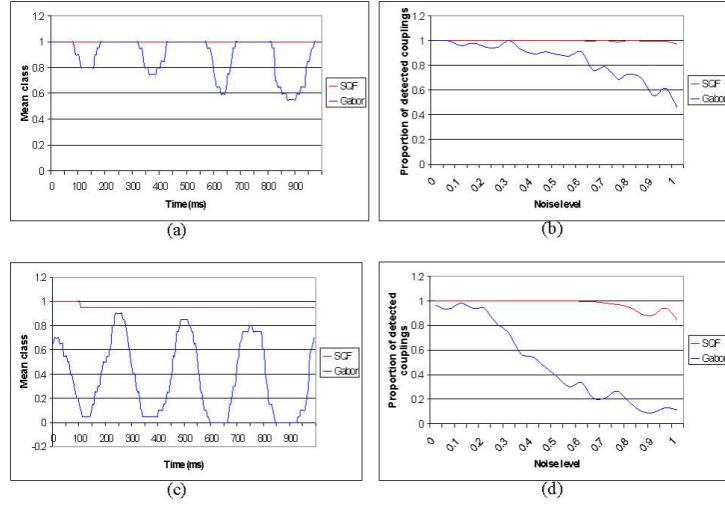 1.2
1
0.8
0.6
0.4
0.2
0
Mean class
0 100 200 300 400 500 600 700 800 900
Time (ms)
SQF
Gabor
(a)
1.2
1
0.8
0.6
0.4
0.2
0
Proportion of detected couplings
0 0.1 0.2 0.3 0.4 0.5 0.6 0.7 0.8 0.9 1
Noise level
SQF
Gabor
(b)
1.2
1
0.8
0.6
0.4
0.2
0
-0.2
Mean class
0 100 200 300 400 500 600 700 800 900
Time (ms)
SQF
Gabor
(c)
1.2
1
0.8
0.6
0.4
0.2
0
Proportion of detected
couplings
0 0.1 0.2 0.3 0.4 0.5 0.6 0.7 0.8 0.9 1
Noise level
SQF
Gabor
(d)